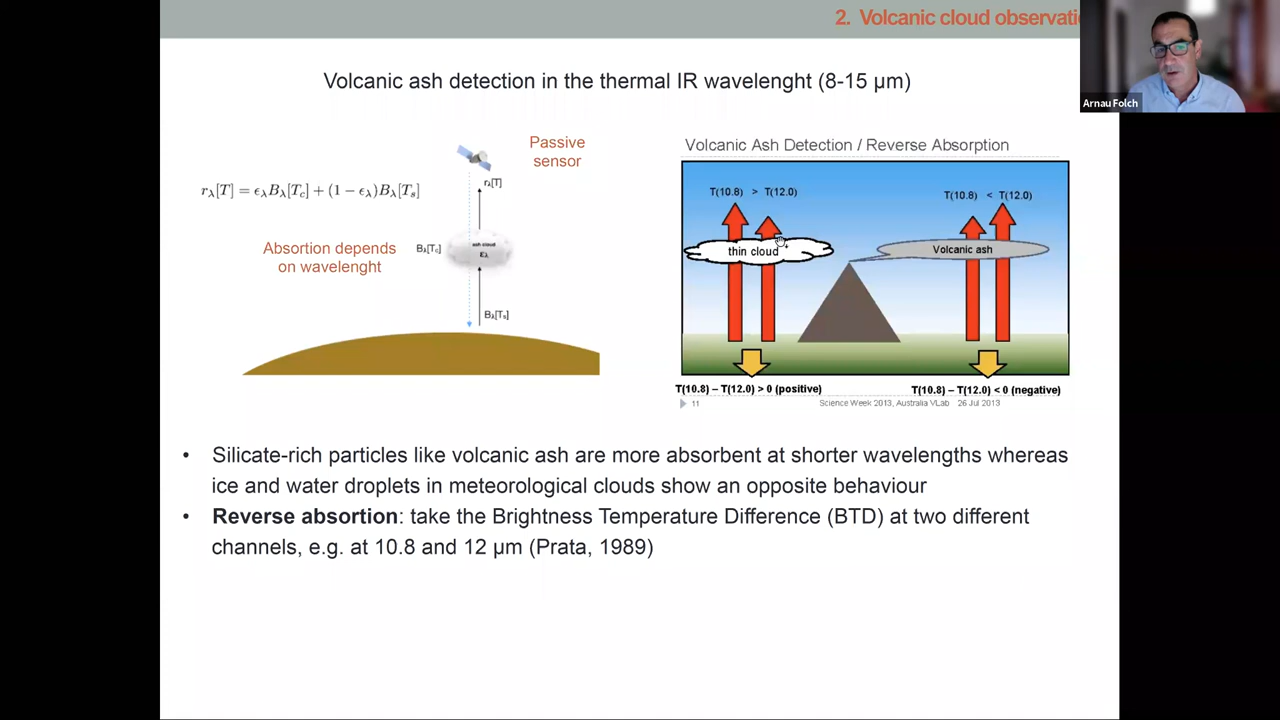 2. Volcanic cloud observati
Arnau Folch
Volcanic ash detection in the thermal IR wavelenght (8-15 μm)
Passive
sensor
rλ[T] = ϵλBλ[Tc] + (1 − ϵλ)Bλ[Ts]
rλ[T]
Absortion depends
on wavelenght
Bλ[Tc]
ash cloud
ελ
Bλ[Ts]
Volcanic Ash Detection / Reverse Absorption
T(10.8) > T(12.0)
T(10.8) < T(12.0)
thin cloud
Volcanic ash
T(10.8) – T(12.0) > 0 (positive)
T(10.8) – T(12.0) < 0 (negative)
11
Science Week 2013, Australia VLab 26 Jul 2013
• Silicate-rich particles like volcanic ash are more absorbent at shorter wavelengths whereas
ice and water droplets in meteorological clouds show an opposite behaviour
• Reverse absortion: take the Brightness Temperature Difference (BTD) at two different
channels, e.g. at 10.8 and 12 μm (Prata, 1989)